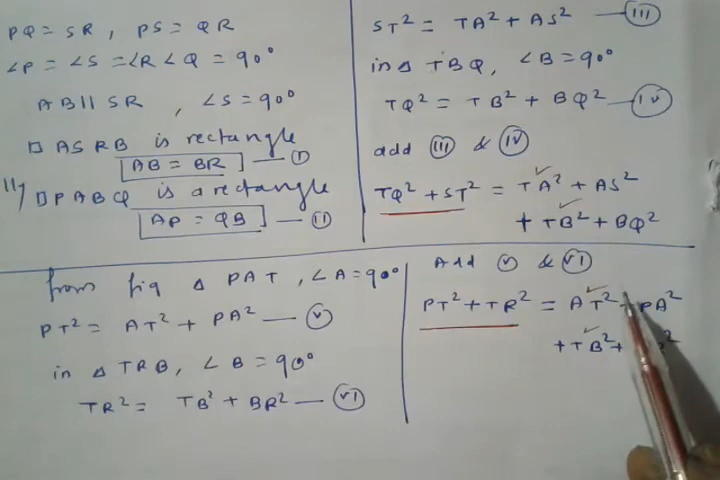 PQ = SR , PS = QR
∠P = ∠S = ∠R ∠Q = 90°
AB || SR , ∠S = 90°
□ ASRB is rectangle
AB = BR — I
11/y □ PABQ is a rectangle
AP = QB — II
ST² = TA² + AS² — III
in △ TBQ, ∠B = 90°
TQ² = TB² + BQ² — IV
add III & IV
TQ² + ST² = TA² + AS²
+ TB² + BQ²
from fig △ PAT, ∠A = 90°
PT² = AT² + PA² — V
in △ TRB, ∠B = 90°
TR² = TB² + BR² — VI
Add V & VI
PT² + TR² = AT² + PA²
+ TB² +